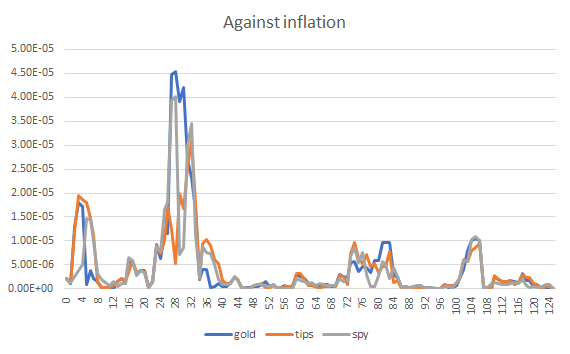 Against inflation
5.00E-05
4.50E-05
4.00E-05
3.50E-05
3.00E-05
2.50E-05
2.00E-05
1.50E-05
1.00E-05
5.00E-06
0.00E+00
0 4 8 12 16 20 24 28 32 36 40 44 48 52 56 60 64 68 72 76 80 84 88 92 96 100 104 108 112 116 120 124
gold tips spy